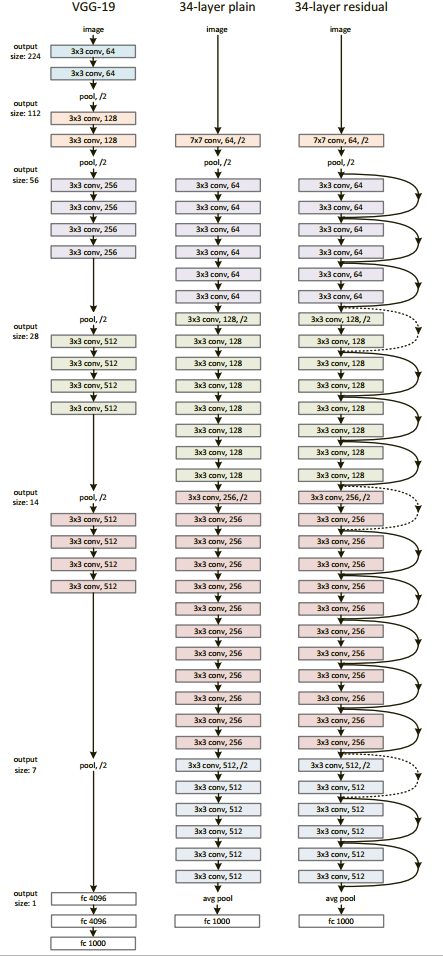 VGG-19
image
output
size: 224
3x3 conv, 64
3x3 conv, 64
output
size: 112
pool, /2
3x3 conv, 128
3x3 conv, 128
output
size: 56
pool, /2
3x3 conv, 256
3x3 conv, 256
3x3 conv, 256
3x3 conv, 256
output
size: 28
pool, /2
3x3 conv, 512
3x3 conv, 512
3x3 conv, 512
3x3 conv, 512
output
size: 14
pool, /2
3x3 conv, 512
3x3 conv, 512
3x3 conv, 512
3x3 conv, 512
output
size: 7
pool, /2
output
size: 1
fc 4096
fc 4096
fc 1000
34-layer plain
image
7x7 conv, 64, /2
pool, /2
3x3 conv, 64
3x3 conv, 64
3x3 conv, 64
3x3 conv, 64
3x3 conv, 64
3x3 conv, 64
3x3 conv, 128, /2
3x3 conv, 128
3x3 conv, 128
3x3 conv, 128
3x3 conv, 128
3x3 conv, 128
3x3 conv, 128
3x3 conv, 128
3x3 conv, 256, /2
3x3 conv, 256
3x3 conv, 256
3x3 conv, 256
3x3 conv, 256
3x3 conv, 256
3x3 conv, 256
3x3 conv, 256
3x3 conv, 256
3x3 conv, 256
3x3 conv, 256
3x3 conv, 256
3x3 conv, 512, /2
3x3 conv, 512
3x3 conv, 512
3x3 conv, 512
3x3 conv, 512
3x3 conv, 512
avg pool
fc 1000
34-layer residual
image
7x7 conv, 64, /2
pool, /2
3x3 conv, 64
3x3 conv, 64
3x3 conv, 64
3x3 conv, 64
3x3 conv, 64
3x3 conv, 64
3x3 conv, 128, /2
3x3 conv, 128
3x3 conv, 128
3x3 conv, 128
3x3 conv, 128
3x3 conv, 128
3x3 conv, 128
3x3 conv, 128
3x3 conv, 256, /2
3x3 conv, 256
3x3 conv, 256
3x3 conv, 256
3x3 conv, 256
3x3 conv, 256
3x3 conv, 256
3x3 conv, 256
3x3 conv, 256
3x3 conv, 256
3x3 conv, 256
3x3 conv, 256
3x3 conv, 512, /2
3x3 conv, 512
3x3 conv, 512
3x3 conv, 512
3x3 conv, 512
3x3 conv, 512
avg pool
fc 1000